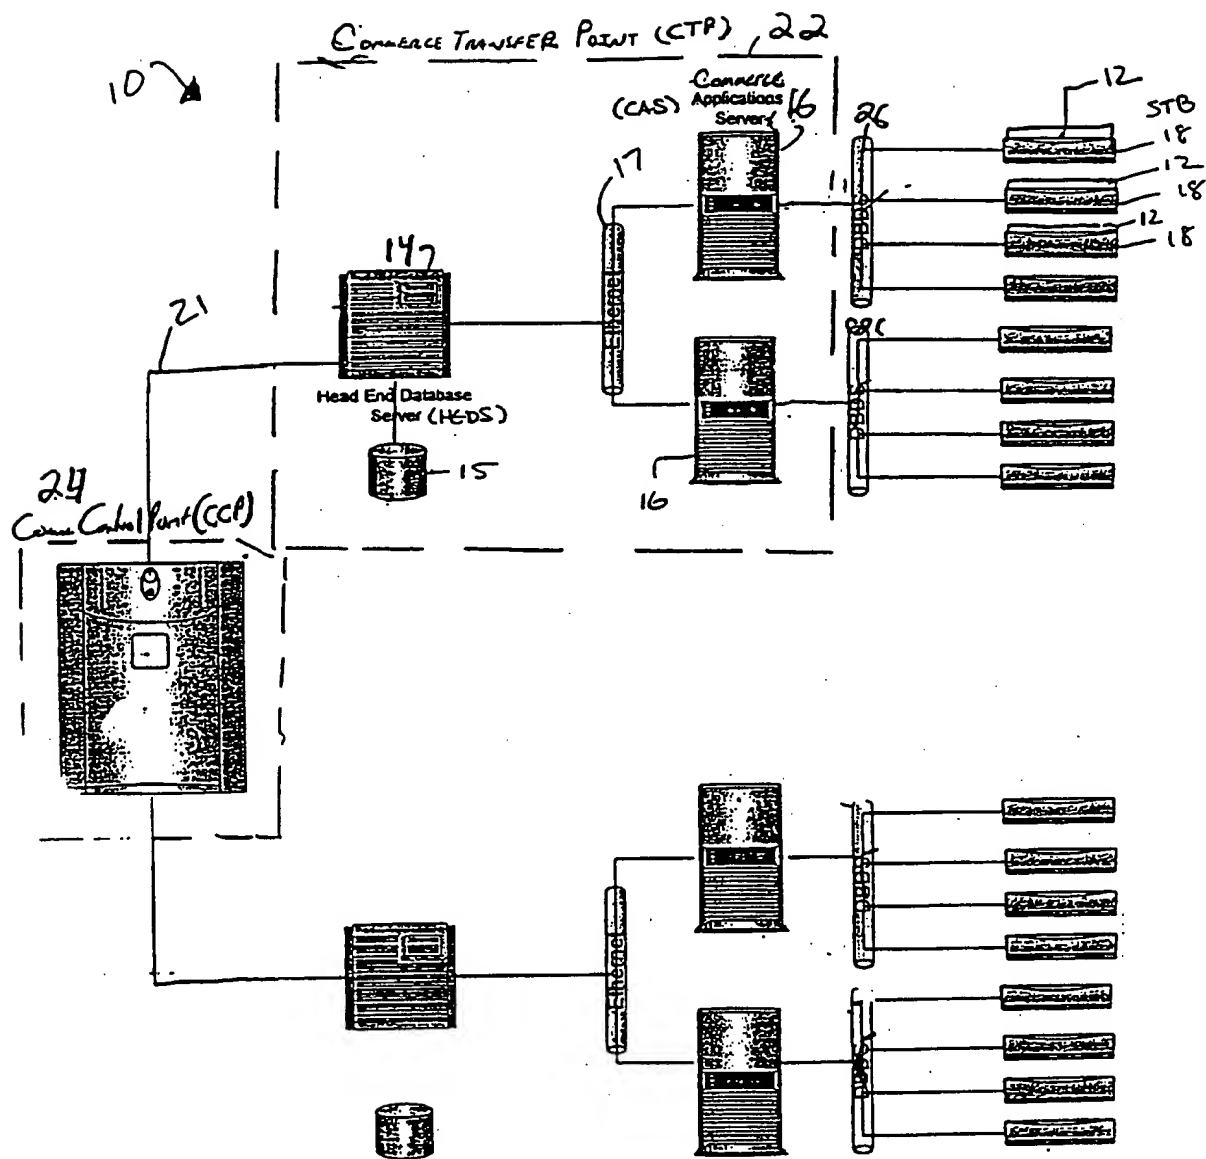 COMMERCE TRANSFER POINT (CTP) 22
10
12
Commerce
(CAS) Applications 16
Server
26
STB
18
17
12
18
12
18
14
21
Ethernet
Head End Database
Server (HEDS)
15
16
24
Control Point (CCP)
Ethernet